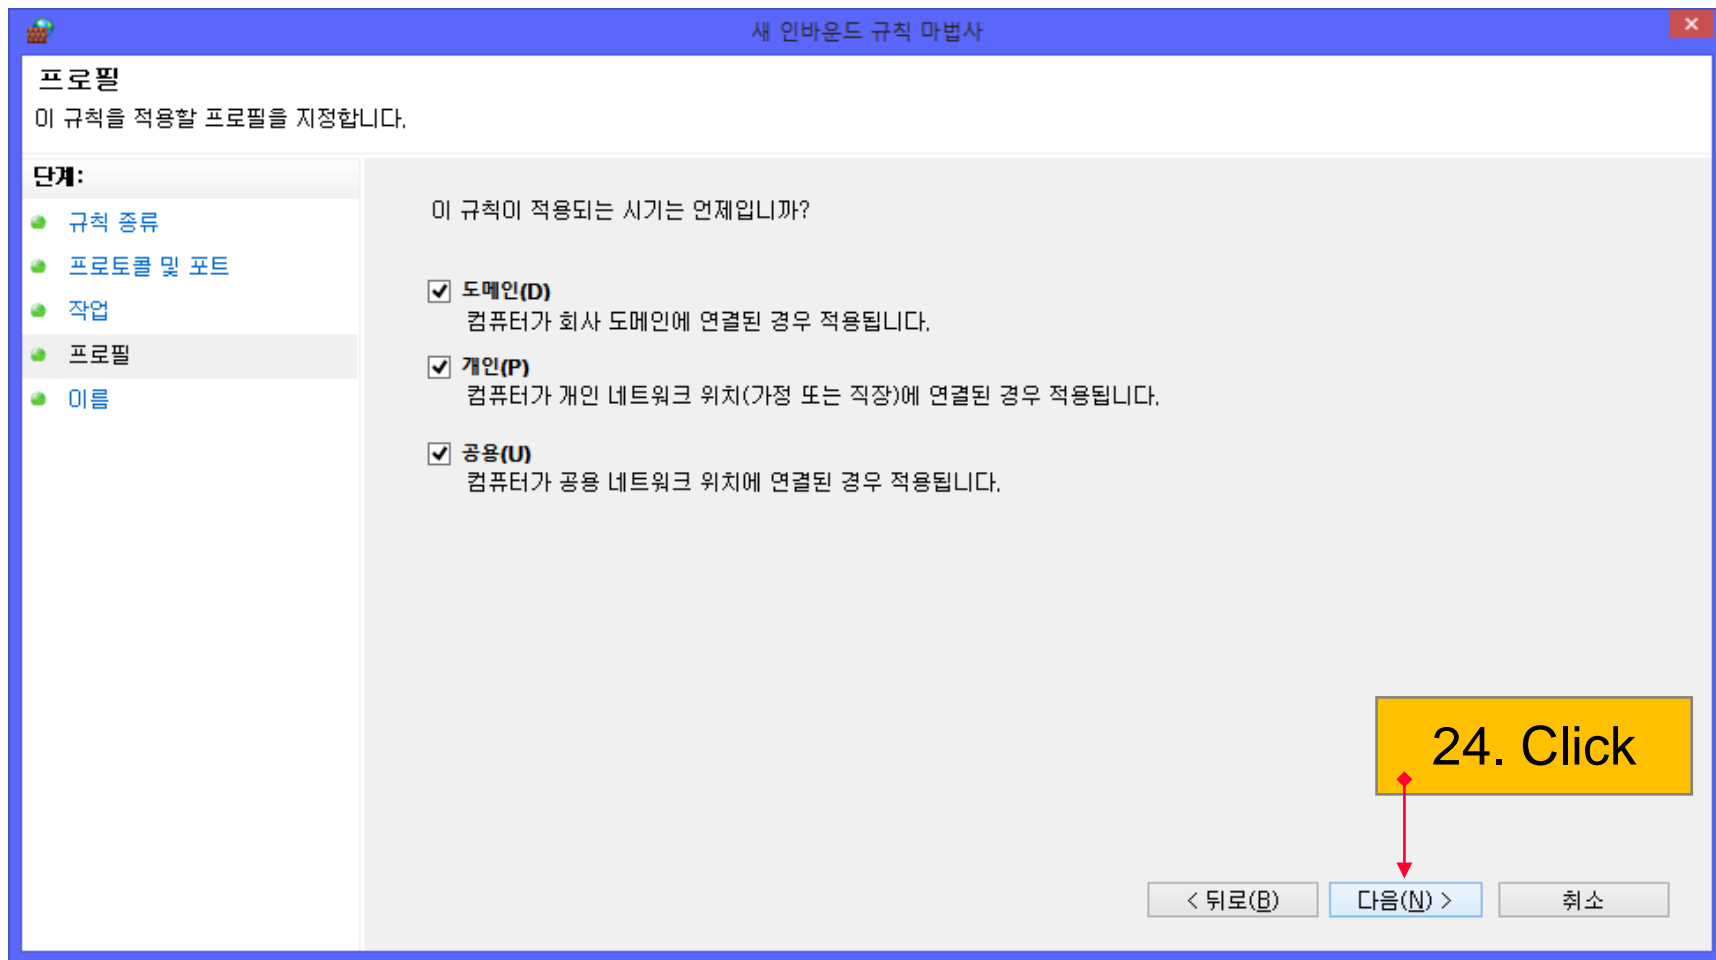 새 인바운드 규칙 마법사
프로필
이 규칙을 적용할 프로필을 지정합니다.
단계:
규칙 종류
프로토콜 및 포트
작업
프로필
이름
이 규칙이 적용되는 시기는 언제입니까?
도메인(D)
컴퓨터가 회사 도메인에 연결된 경우 적용됩니다.
개인(P)
컴퓨터가 개인 네트워크 위치(가정 또는 직장)에 연결된 경우 적용됩니다.
공용(U)
컴퓨터가 공용 네트워크 위치에 연결된 경우 적용됩니다.
24. Click
< 뒤로(B) 다음(N) > 취소